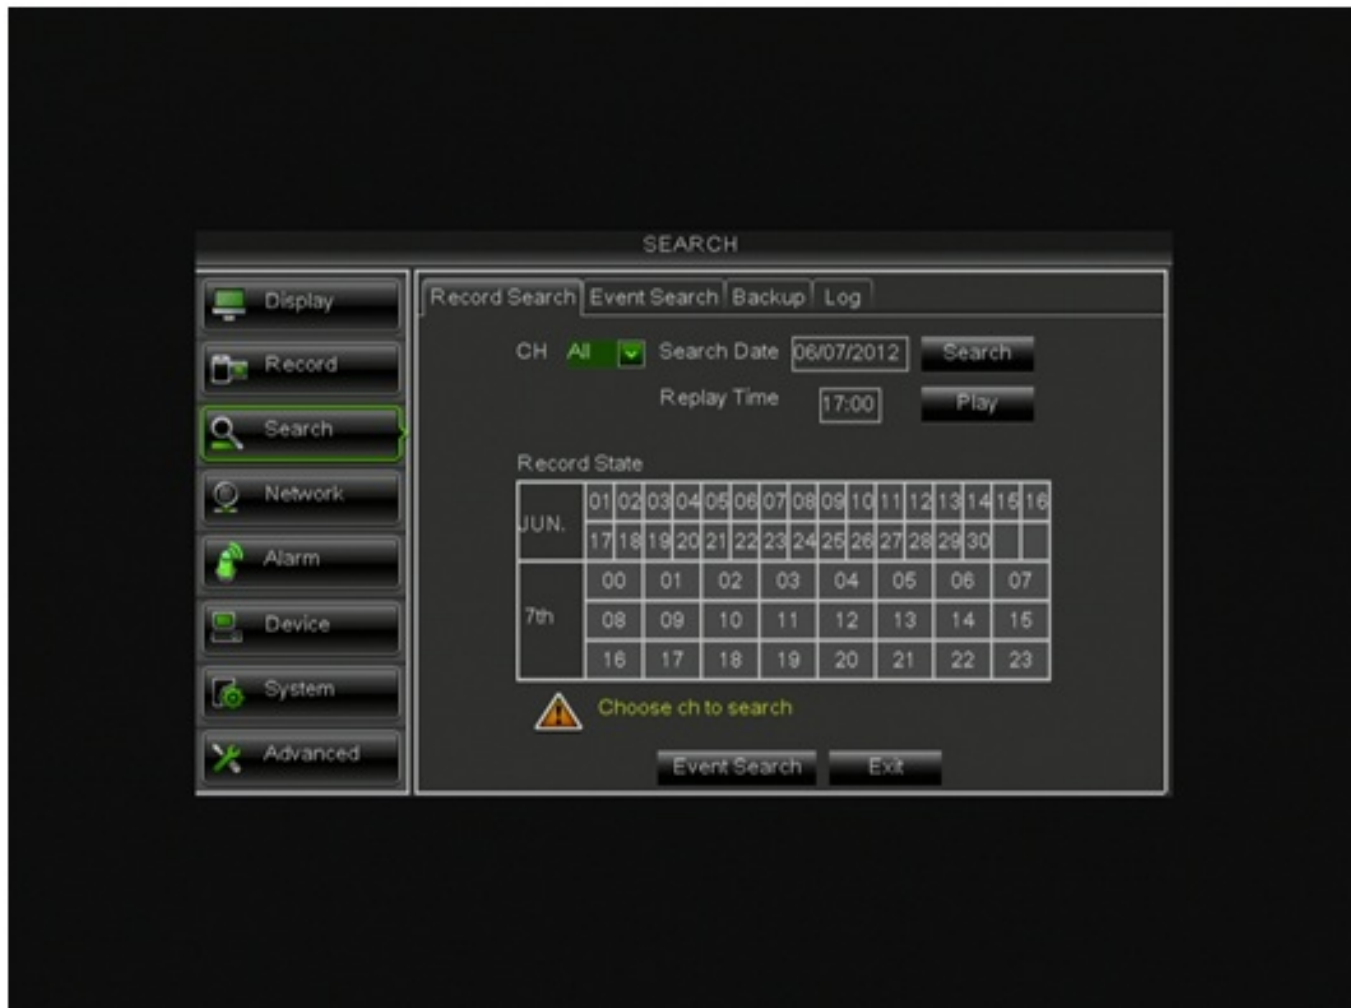 SEARCH
Display
Record
Search
Network
Alarm
Device
System
Advanced
Record Search Event Search Backup Log
CH All Search Date 06/07/2012 Search
Replay Time 17:00 Play
Record State
JUN.
01 02 03 04 05 06 07 08 09 10 11 12 13 14 15 16
17 18 19 20 21 22 23 24 25 26 27 28 29 30
7th
00 01 02 03 04 05 06 07
08 09 10 11 12 13 14 15
16 17 18 19 20 21 22 23
Choose ch to search
Event Search Exit